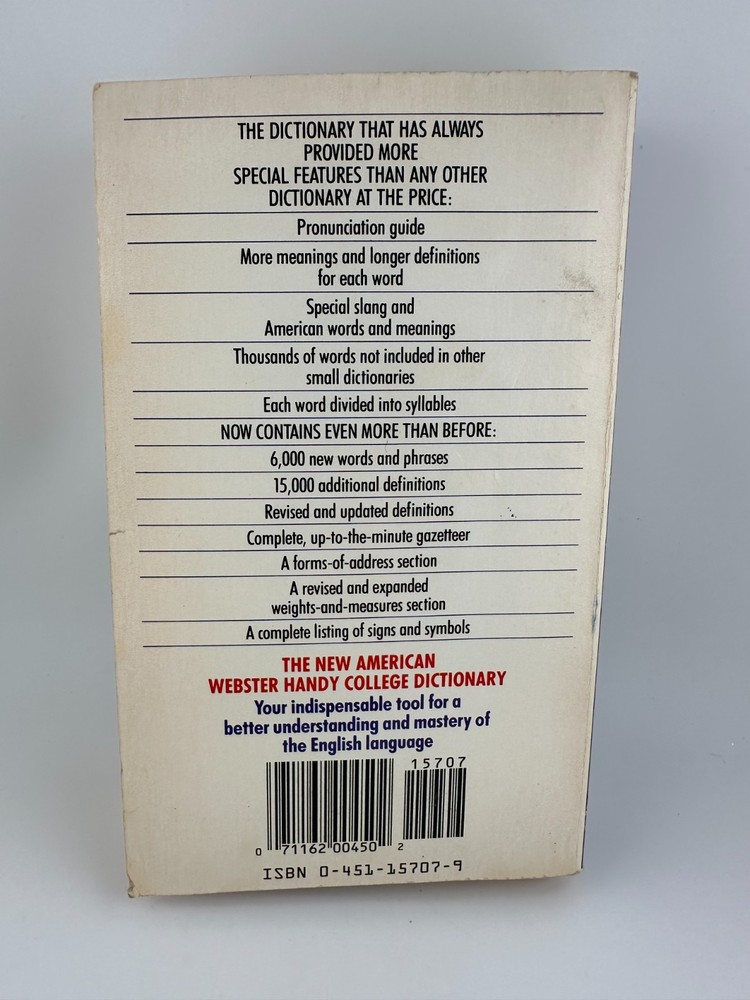 THE DICTIONARY THAT HAS ALWAYS
PROVIDED MORE
SPECIAL FEATURES THAN ANY OTHER
DICTIONARY AT THE PRICE:
Pronunciation guide
More meanings and longer definitions
for each word
Special slang and
American words and meanings
Thousands of words not included in other
small dictionaries
Each word divided into syllables
NOW CONTAINS EVEN MORE THAN BEFORE:
6,000 new words and phrases
15,000 additional definitions
Revised and updated definitions
Complete, up-to-the-minute gazetteer
A forms-of-address section
A revised and expanded
weights-and-measures section
A complete listing of signs and symbols
THE NEW AMERICAN
WEBSTER HANDY COLLEGE DICTIONARY
Your indispensable tool for a
better understanding and mastery of
the English language
15707
0 71162 00450 2
ISBN 0-451-15707-9